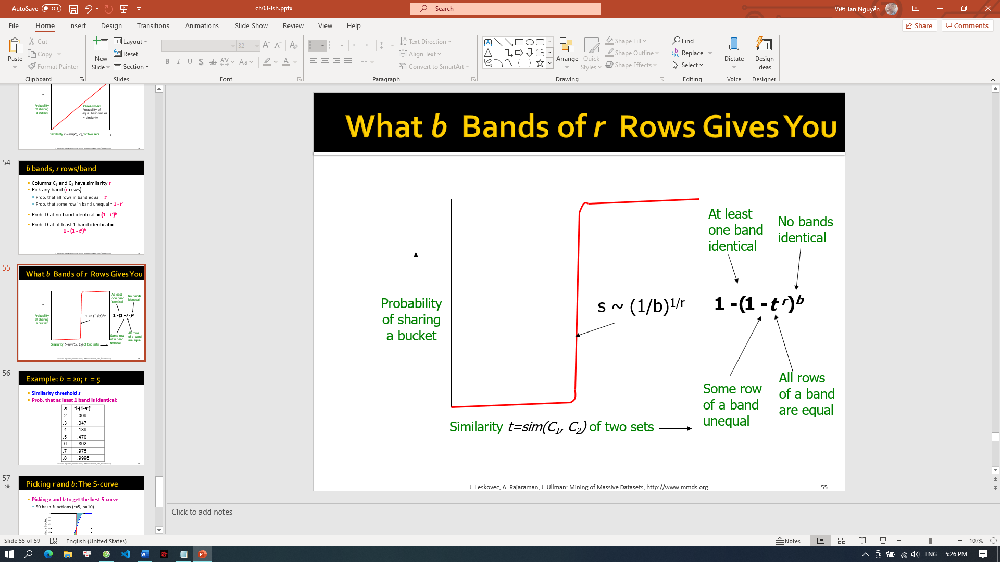 AutoSave Off ch03-lsh.pptx Search Việt Tân Nguyễn
File Home Insert Design Transitions Animations Slide Show Review View Help Share Comments
Paste Cut Copy Format Painter
Clipboard
New Slide Layout Reset Section
Slides
32
B I U S ab AV Aa A
Font
Text Direction
Align Text
Convert to SmartArt
Paragraph
Arrange Quick Styles Shape Fill Shape Outline Shape Effects
Drawing
Find
Replace
Select
Editing
Dictate
Voice
Design Ideas
Designer
Probability
of sharing
a bucket
Remember:
Probability of
equal hash-values
= similarity
Similarity t =sim(C1, C2) of two sets
54
b bands, r rows/band
Columns C1 and C2 have similarity t
Pick any band (r rows)
Prob. that all rows in band equal = t^r
Prob. that some row in band unequal = 1 - t^r
Prob. that no band identical = (1 - t^r)^b
Prob. that at least 1 band identical =
1 - (1 - t^r)^b
55
What b Bands of r Rows Gives You
At least
one band
identical
No bands
identical
Probability
of sharing
a bucket
s ~ (1/b)^1/r
1 -(1 -t^r)^b
Some row
of a band
unequal
All rows
of a band
are equal
Similarity t=sim(C1, C2) of two sets
56
Example: b = 20; r = 5
Similarity threshold s
Prob. that at least 1 band is identical:
s 1-(1-s^r)^b
.2 .006
.3 .047
.4 .186
.5 .470
.6 .802
.7 .975
.8 .9996
57
Picking r and b: The S-curve
Picking r and b to get the best S-curve
50 hash-functions (r=5, b=10)
What b Bands of r Rows Gives You
At least
one band
identical
No bands
identical
Probability
of sharing
a bucket
s ~ (1/b)^1/r
1 -(1 -t^r)^b
Some row
of a band
unequal
All rows
of a band
are equal
Similarity t=sim(C1, C2) of two sets
J. Leskovec, A. Rajaraman, J. Ullman: Mining of Massive Datasets, http://www.mmds.org 55
Click to add notes
Slide 55 of 59 English (United States) Notes 107%
ENG 5:26 PM